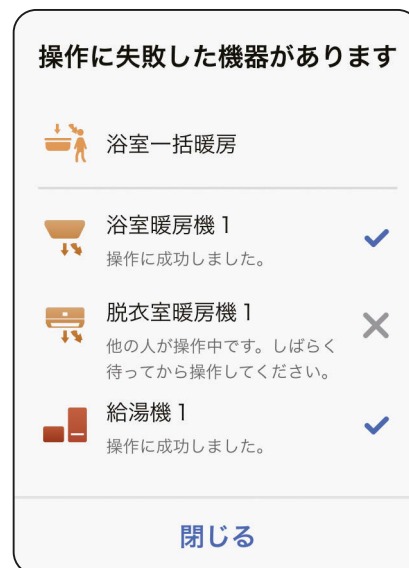 操作に失敗した機器があります
浴室一括暖房
浴室暖房機1
操作に成功しました。
脱衣室暖房機1
他の人が操作中です。しばらく
待ってから操作してください。
給湯機1
操作に成功しました。
閉じる